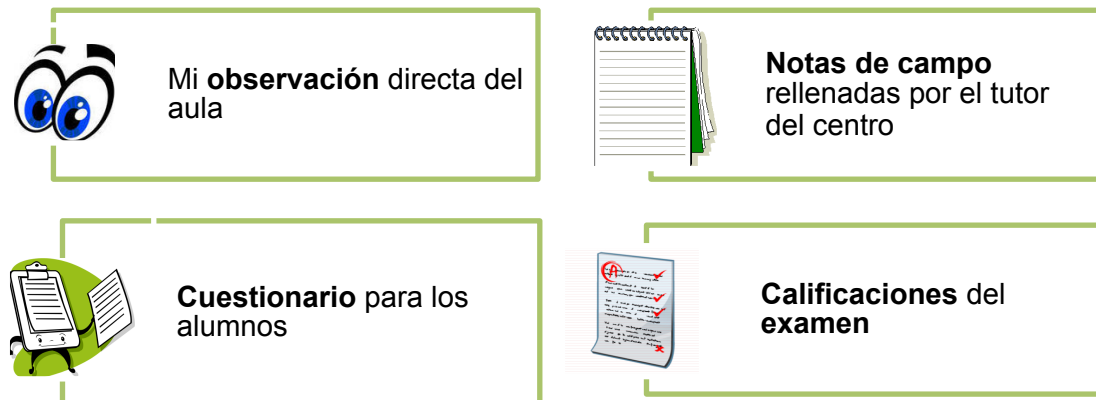 Mi observación directa del
aula
Notas de campo
rellenadas por el tutor
del centro
Cuestionario para los
alumnos
Calificaciones del
examen